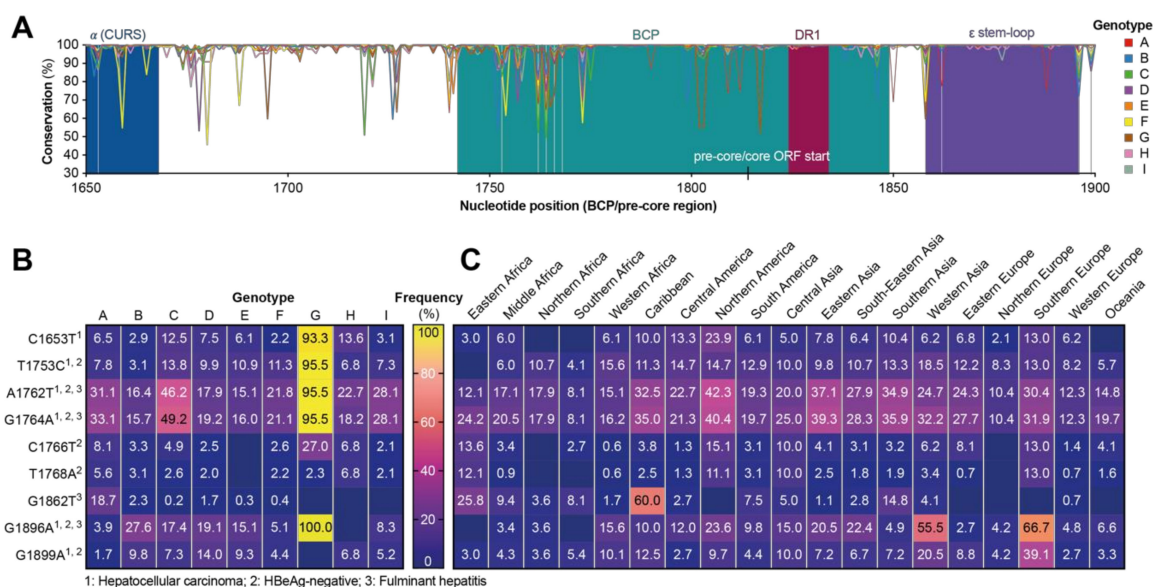 A
α (CURS)
BCP
DR1
ε stem-loop
Genotype
A
B
C
D
E
F
G
H
I
Conservation (%)
100
90
80
70
60
50
40
30
pre-core/core ORF start
1650 1700 1750 1800 1850 1900
Nucleotide position (BCP/pre-core region)
B
Genotype
A B C D E F G H I
Frequency (%)
100
80
60
40
20
0
C
Eastern Africa
Middle Africa
Northern Africa
Southern Africa
Western Africa
Caribbean
Central America
Northern America
South America
Central Asia
Eastern Asia
South-Eastern Asia
Southern Asia
Western Asia
Eastern Europe
Northern Europe
Southern Europe
Western Europe
Oceania
C1653T¹ 6.5 2.9 12.5 7.5 6.1 2.2 93.3 13.6 3.1 3.0 6.0 6.1 10.0 13.3 23.9 6.1 5.0 7.8 6.4 10.4 6.2 6.8 2.1 13.0 6.2
T1753C¹,² 7.8 3.1 13.8 9.9 10.9 11.3 95.5 6.8 7.3 6.0 10.7 4.1 15.6 11.3 14.7 14.7 12.9 10.0 9.8 10.7 13.3 18.5 12.2 8.3 13.0 8.2 5.7
A1762T¹,²,³ 31.1 16.4 46.2 17.9 15.1 21.8 95.5 22.7 28.1 12.1 17.1 17.9 8.1 15.1 32.5 22.7 42.3 19.3 25.0 37.1 27.9 34.9 24.7 23.3 10.4 30.4 12.3 14.8
G1764A¹,²,³ 33.1 15.7 49.2 19.2 16.0 21.1 95.5 18.2 28.1 24.2 20.5 17.9 8.1 16.2 35.0 21.3 40.4 19.7 25.0 39.3 28.3 35.9 32.2 27.7 10.4 31.9 12.3 19.7
C1766T² 8.1 3.3 4.9 2.5 2.6 27.0 6.8 2.1 13.6 3.4 2.7 0.6 3.8 1.3 15.1 4.1 10.0 4.1 3.1 3.2 6.2 8.1 13.0 1.4 4.1
T1768A² 5.6 3.1 2.6 2.0 2.2 2.3 6.8 2.1 12.1 0.9 0.6 2.5 1.3 11.1 3.1 10.0 2.5 1.8 1.9 3.4 0.7 13.0 0.7 1.6
G1862T³ 18.7 2.3 0.2 1.7 0.3 0.4 25.8 9.4 3.6 8.1 1.7 60.0 2.7 7.5 5.0 1.1 2.8 14.8 4.1 0.7
G1896A¹,²,³ 3.9 27.6 17.4 19.1 15.1 5.1 100.0 8.3 3.4 3.6 15.6 10.0 12.0 23.6 9.8 15.0 20.5 22.4 4.9 55.5 2.7 4.2 66.7 4.8 6.6
G1899A¹,² 1.7 9.8 7.3 14.0 9.3 4.4 6.8 5.2 3.0 4.3 3.6 5.4 10.1 12.5 2.7 9.7 4.4 10.0 7.2 6.7 7.2 20.5 8.8 4.2 39.1 2.7 3.3
1: Hepatocellular carcinoma; 2: HBeAg-negative; 3: Fulminant hepatitis